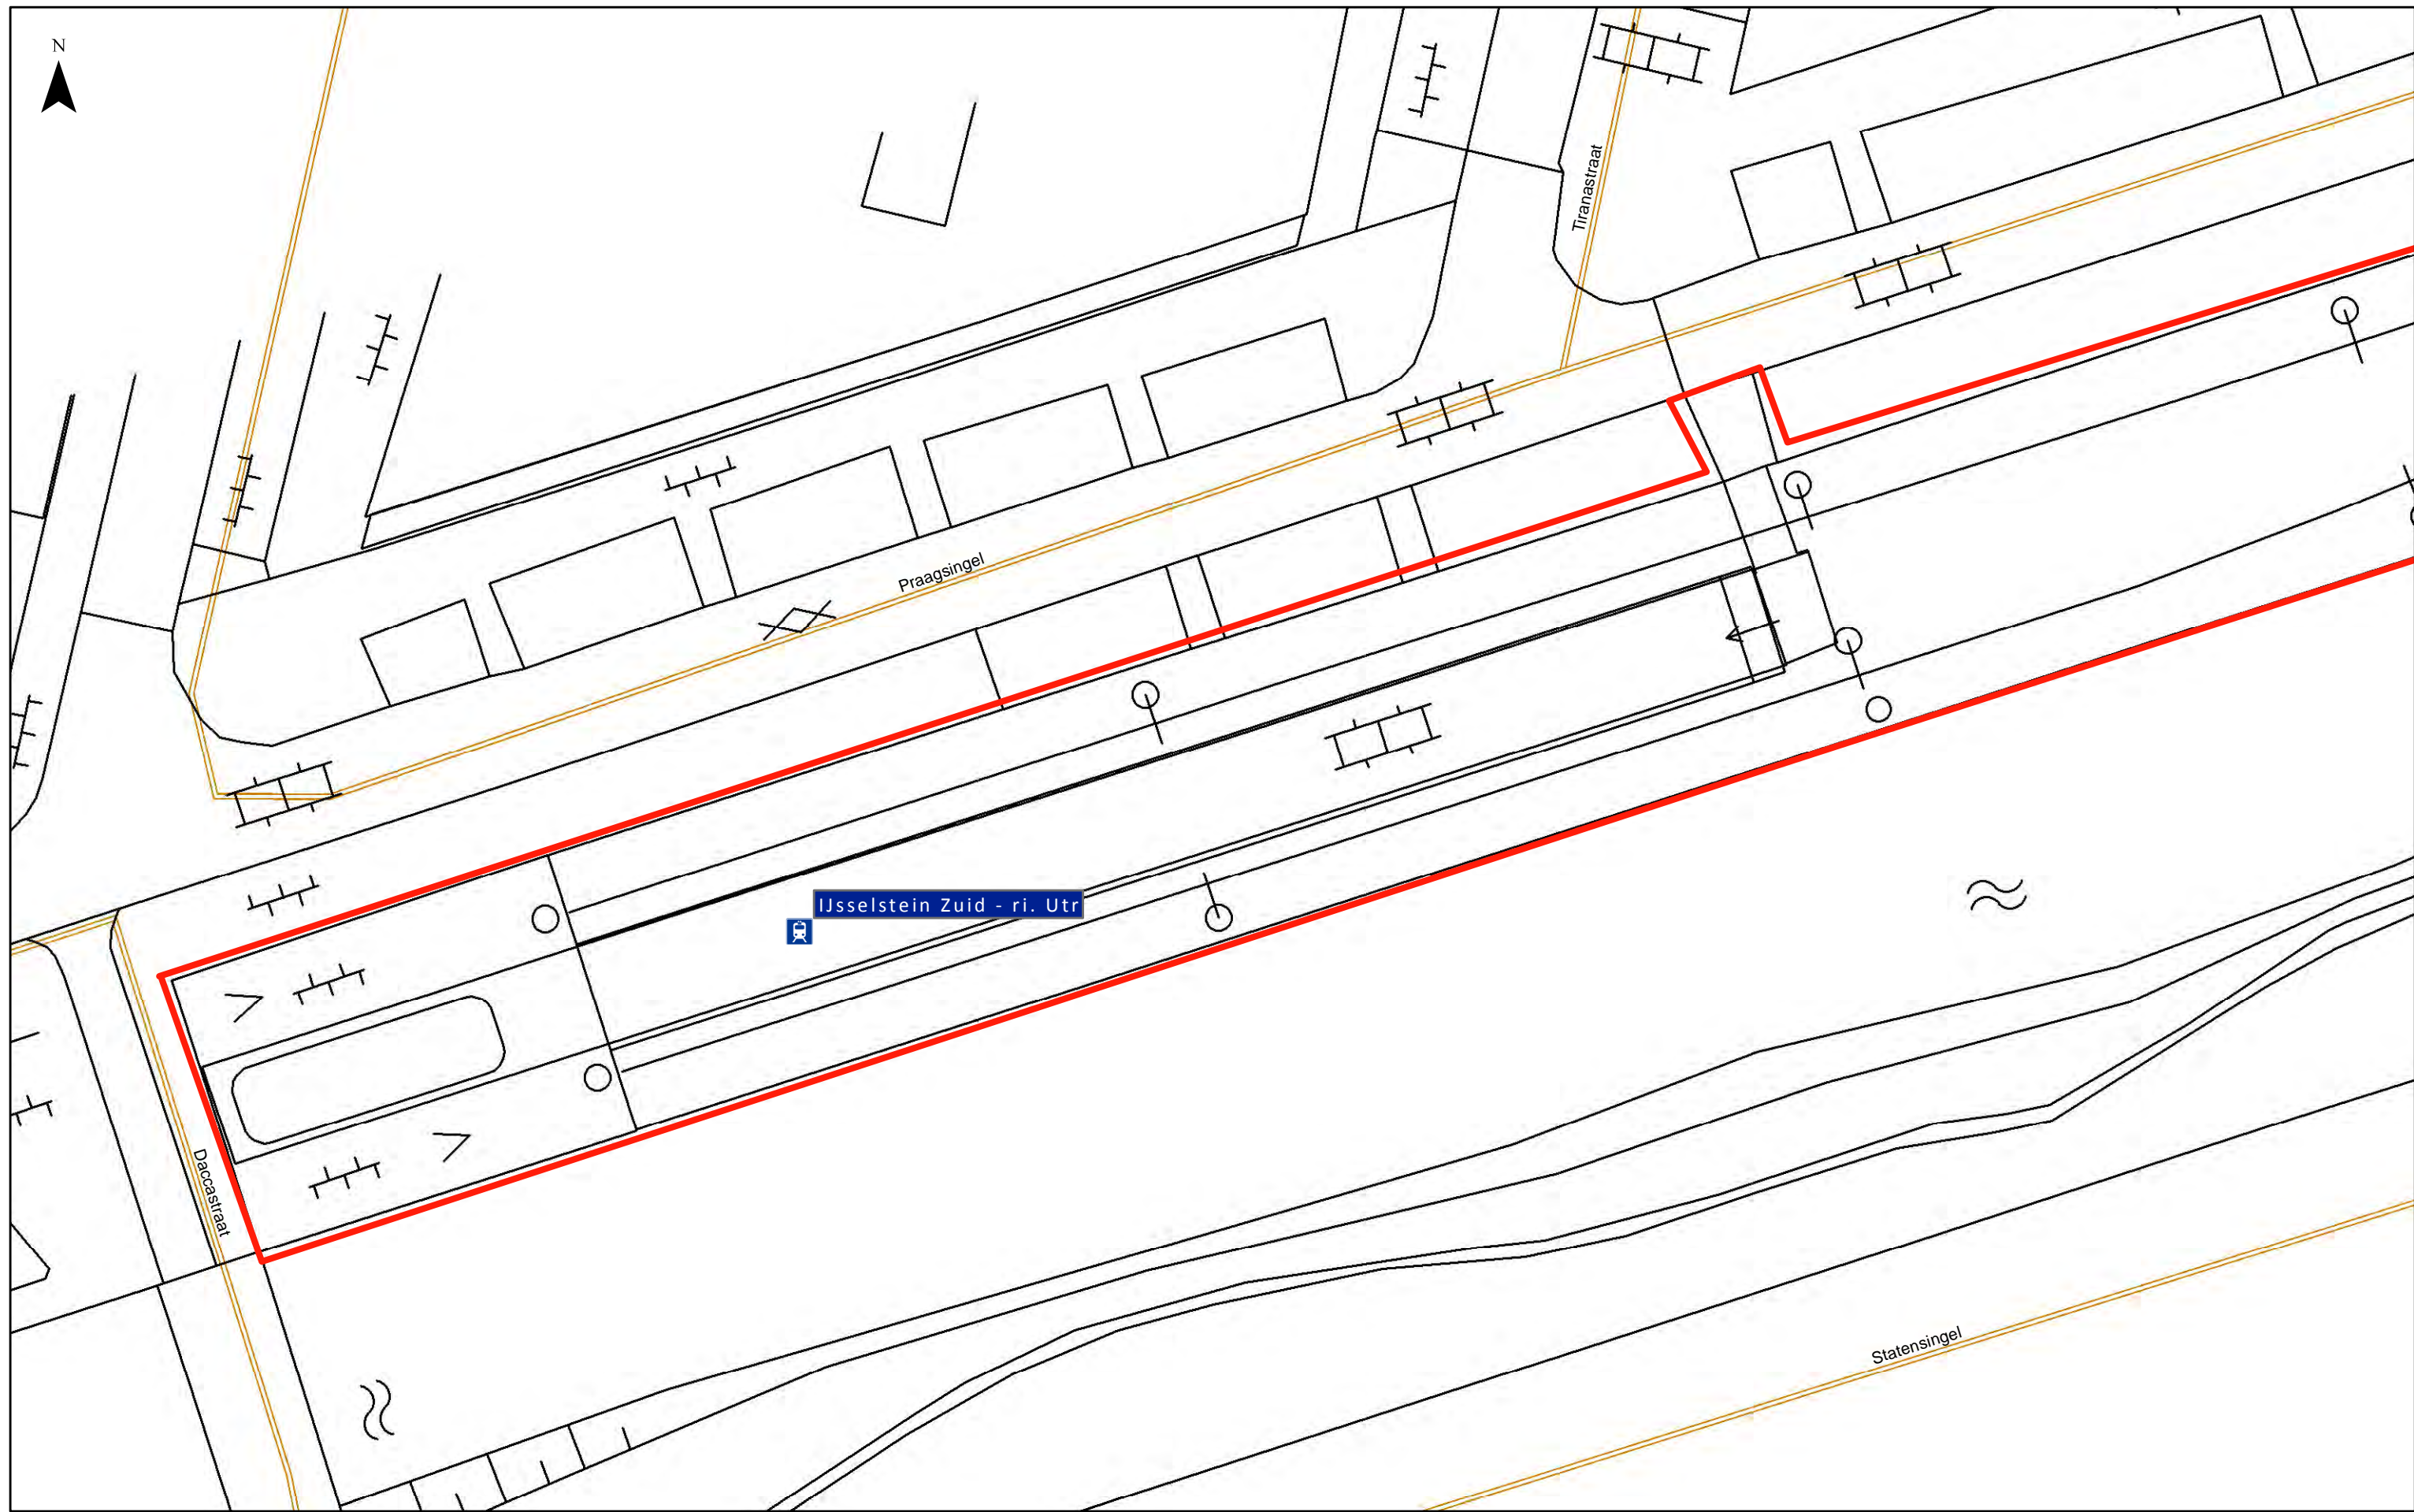 N
Tiranastraat
Praagsingel
IJsselstein Zuid - ri. Utr
Daccastraat
Statensingel